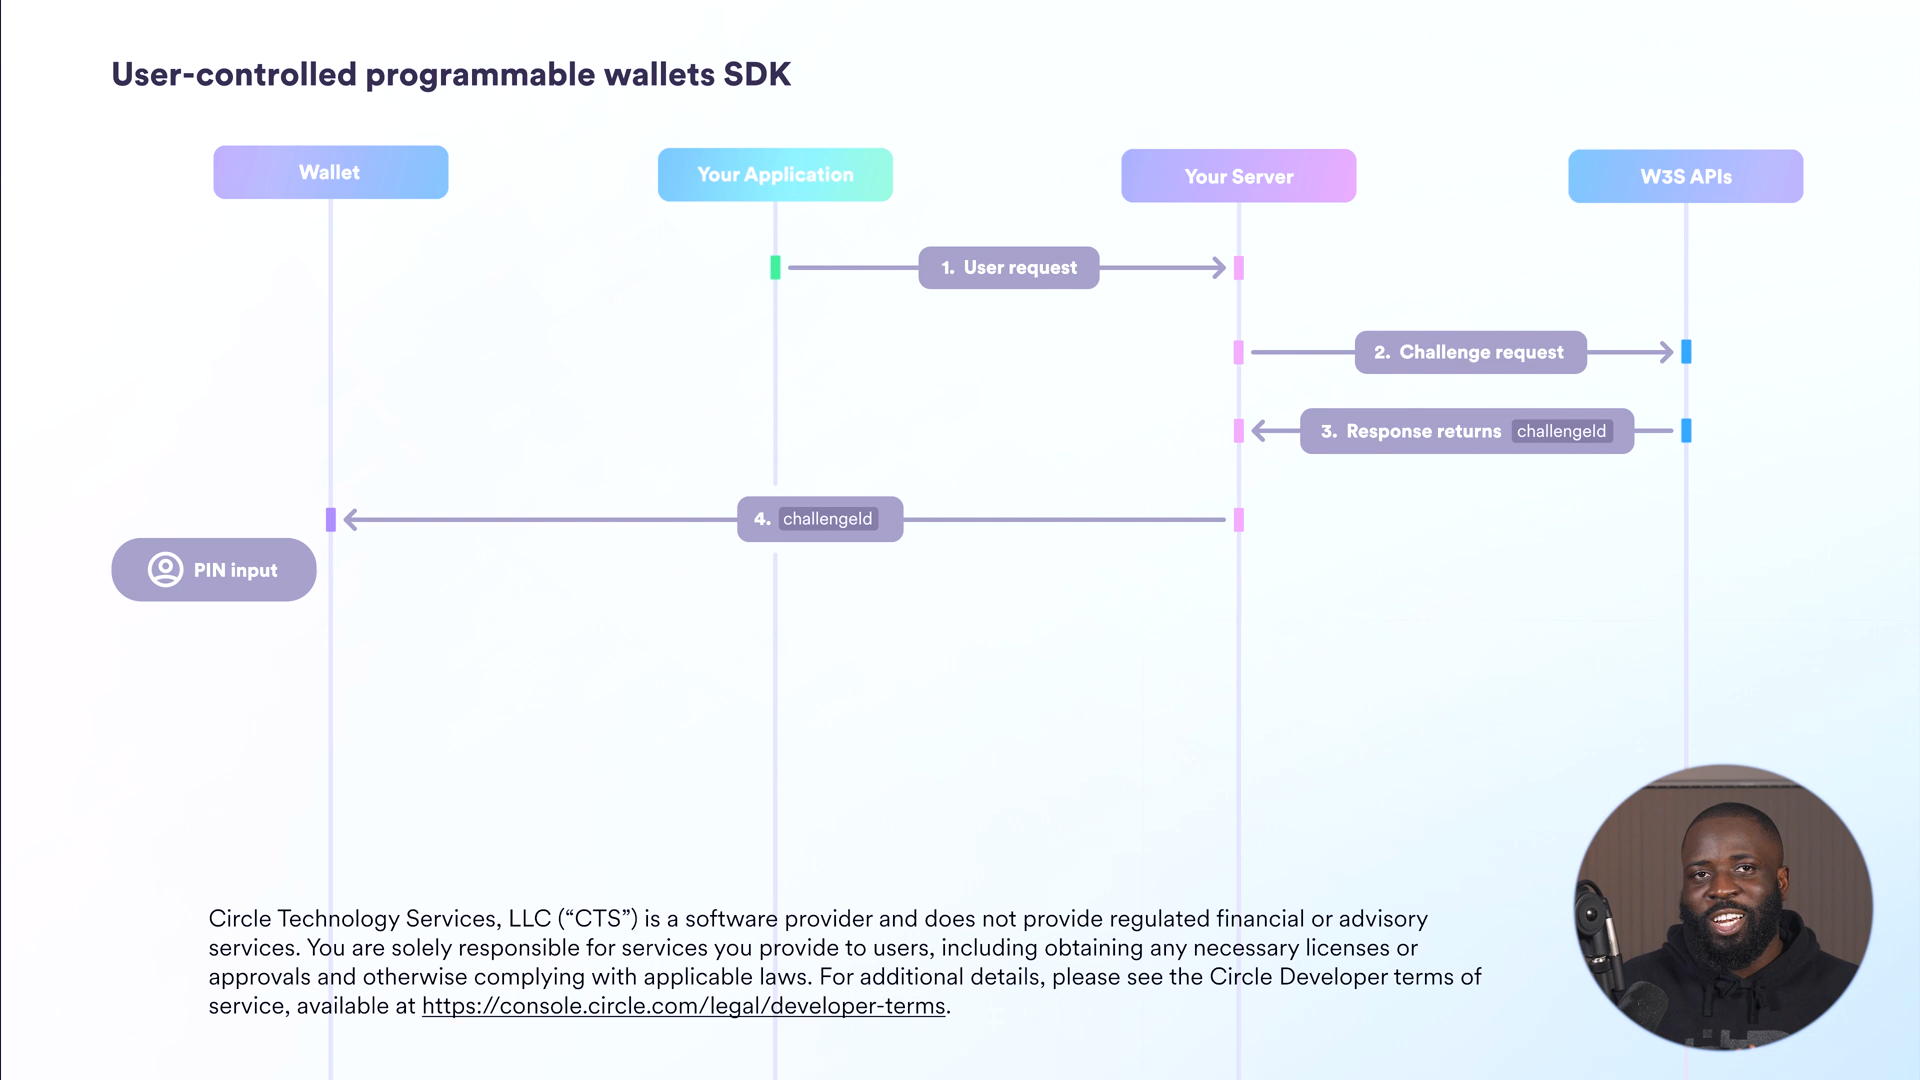 User-controlled programmable wallets SDK
Wallet
Your Application
Your Server
W3S APIs
1. User request
2. Challenge request
3. Response returns challengeId
4. challengeId
PIN input
Circle Technology Services, LLC (“CTS”) is a software provider and does not provide regulated financial or advisory
services. You are solely responsible for services you provide to users, including obtaining any necessary licenses or
approvals and otherwise complying with applicable laws. For additional details, please see the Circle Developer terms of
service, available at https://console.circle.com/legal/developer-terms.